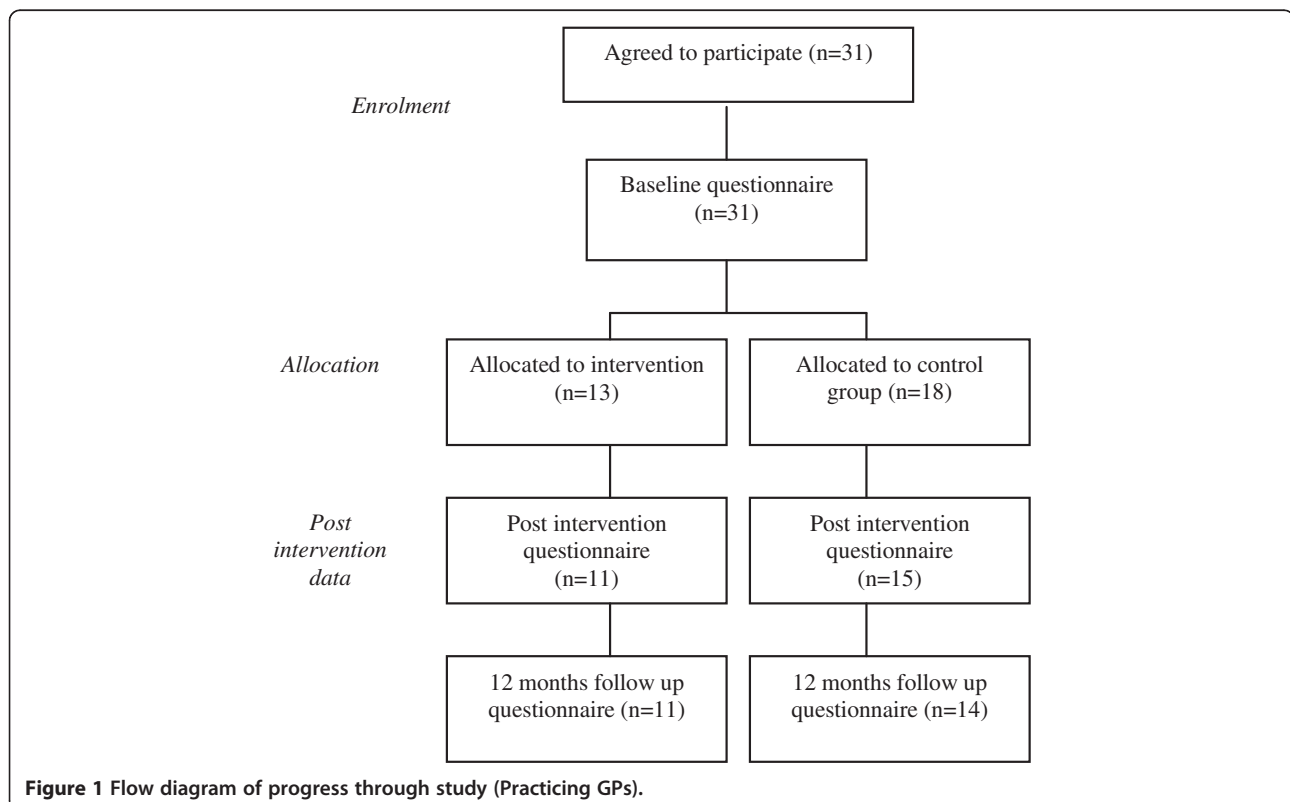 Agreed to participate (n=31)
Enrolment
Baseline questionnaire
(n=31)
Allocation
Allocated to intervention
(n=13)
Allocated to control
group (n=18)
Post
intervention
data
Post intervention
questionnaire
(n=11)
Post intervention
questionnaire
(n=15)
12 months follow up
questionnaire (n=11)
12 months follow up
questionnaire (n=14)
Figure 1 Flow diagram of progress through study (Practicing GPs).